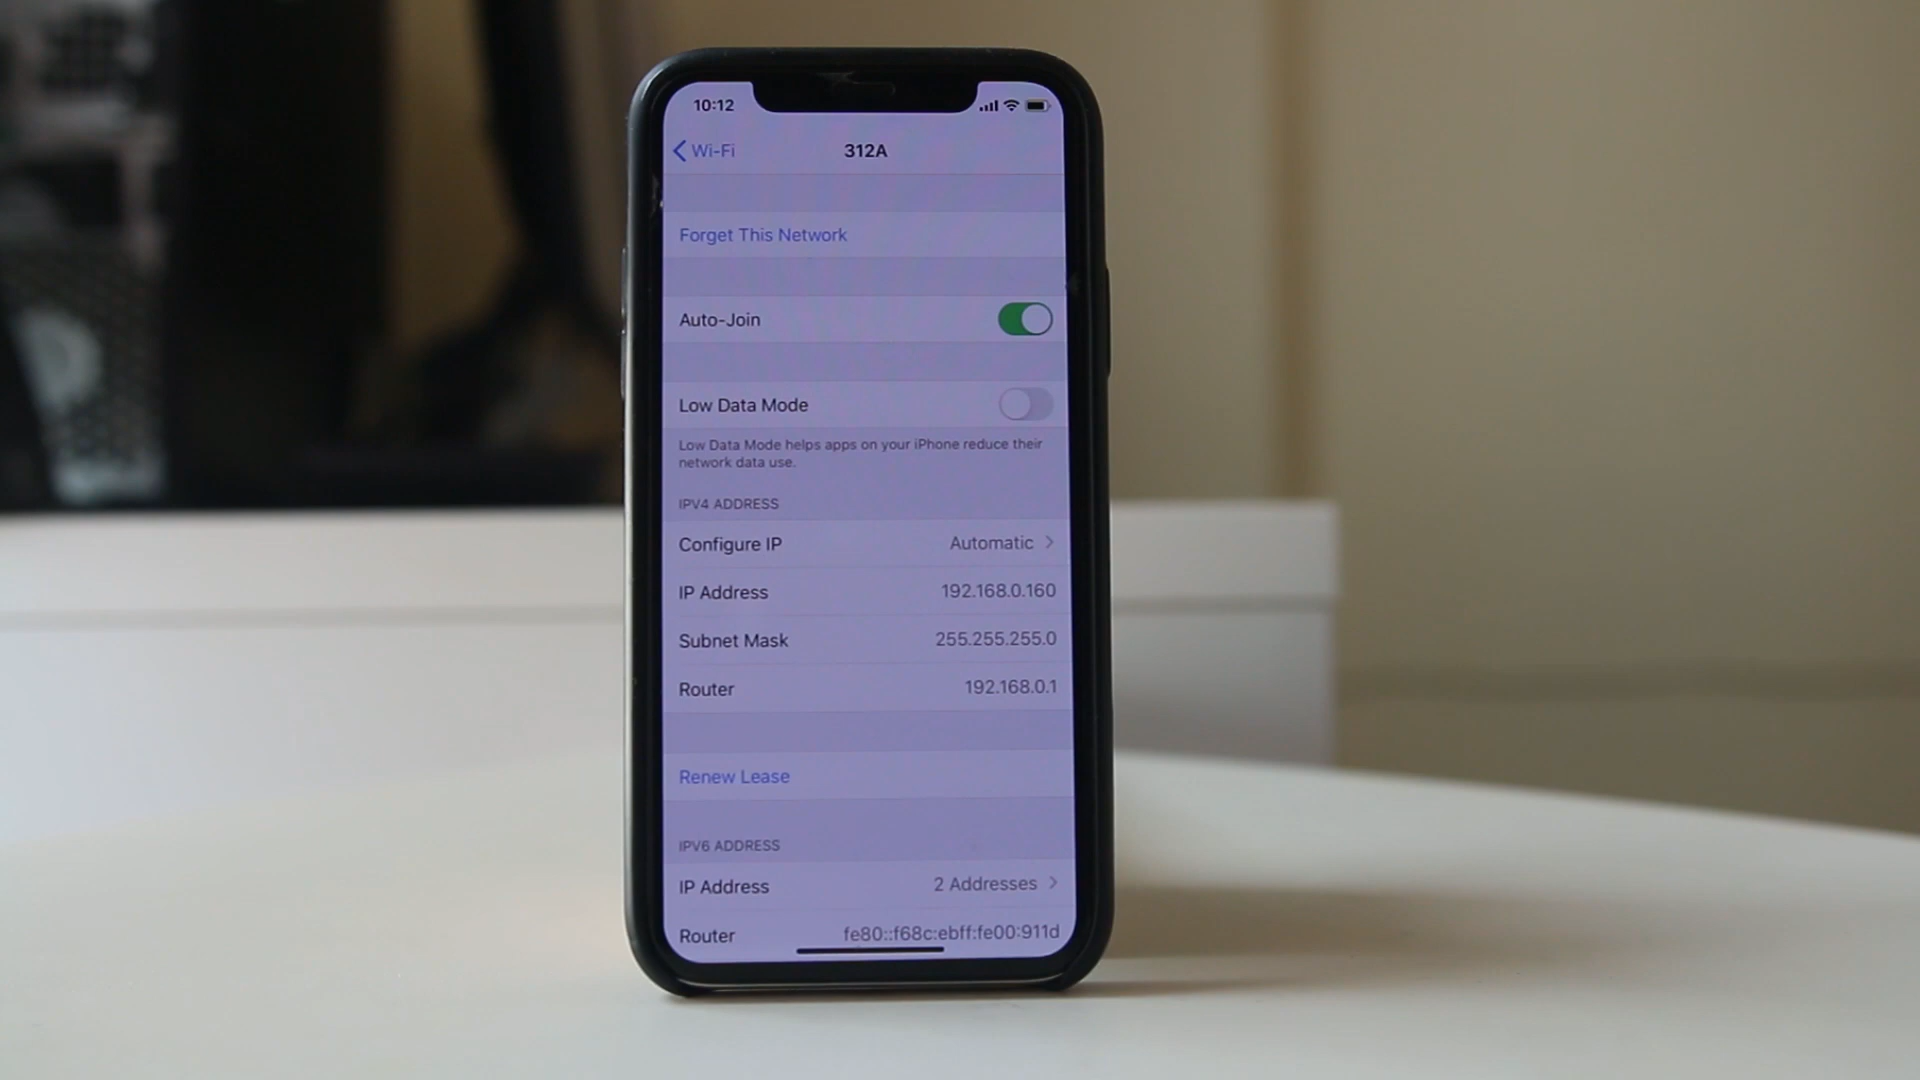 10:12
Wi-Fi
312A
Forget This Network
Auto-Join
Low Data Mode
Low Data Mode helps apps on your iPhone reduce their
network data use.
IPV4 ADDRESS
Configure IP Automatic
IP Address 192.168.0.160
Subnet Mask 255.255.255.0
Router 192.168.0.1
Renew Lease
IPV6 ADDRESS
IP Address 2 Addresses
Router fe80::f68c:ebff:fe00:911d